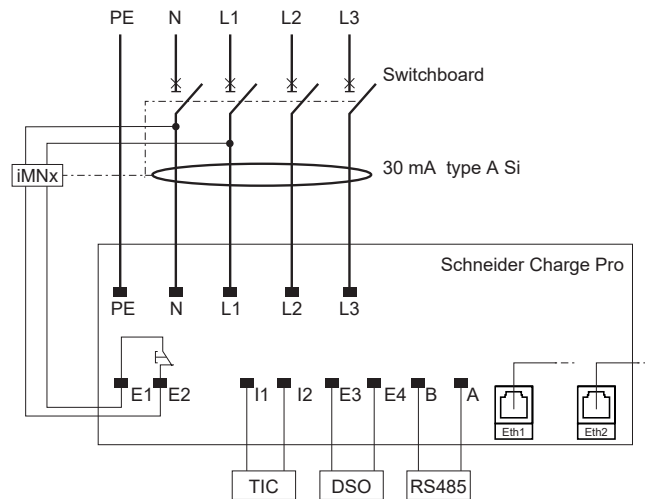 PE N L1 L2 L3
Switchboard
30 mA type A Si
iMNx
Schneider Charge Pro
PE N L1 L2 L3
E1 E2 I1 I2 E3 E4 B A
Eth1 Eth2
TIC DSO RS485